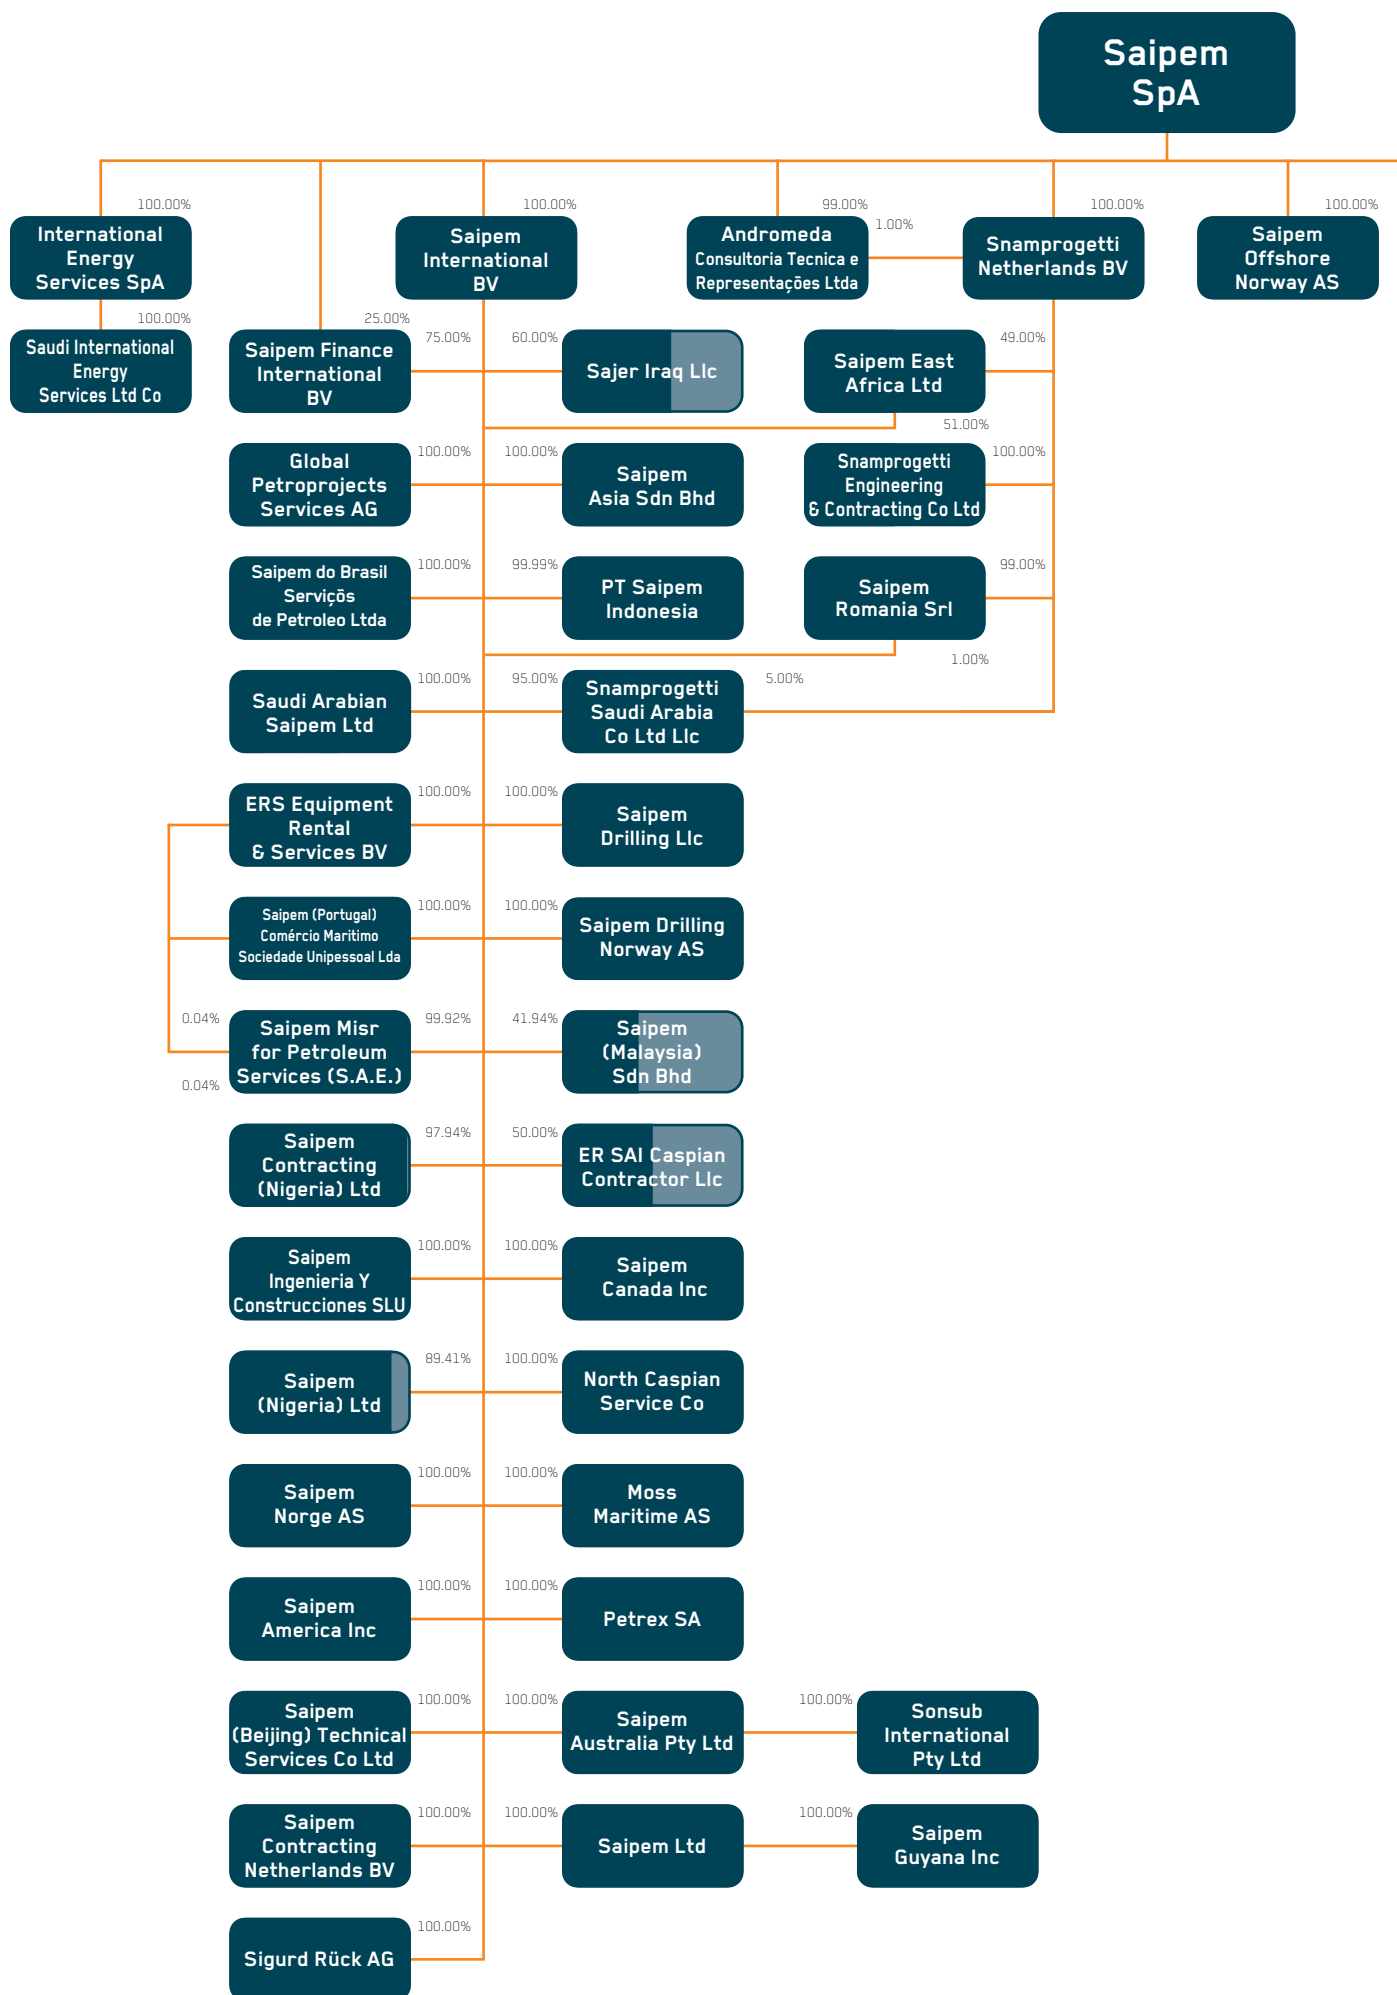 Saipem
SpA
100.00%
100.00%
99.00%
1.00%
100.00%
100.00%
International
Energy
Services SpA
Saipem
International
BV
Andromeda
Consultoria Tecnica e
Representações Ltda
Snamprogetti
Netherlands BV
Saipem
Offshore
Norway AS
100.00%
25.00%
75.00%
60.00%
49.00%
Saudi International
Energy
Services Ltd Co
Saipem Finance
International
BV
Sajer Iraq Llc
Saipem East
Africa Ltd
51.00%
100.00%
100.00%
100.00%
Global
Petroprojects
Services AG
Saipem
Asia Sdn Bhd
Snamprogetti
Engineering
& Contracting Co Ltd
100.00%
99.99%
99.00%
Saipem do Brasil
Serviçõs
de Petroleo Ltda
PT Saipem
Indonesia
Saipem
Romania Srl
1.00%
100.00%
95.00%
5.00%
Saudi Arabian
Saipem Ltd
Snamprogetti
Saudi Arabia
Co Ltd Llc
100.00%
100.00%
ERS Equipment
Rental
& Services BV
Saipem
Drilling Llc
100.00%
100.00%
Saipem (Portugal)
Comércio Maritimo
Sociedade Unipessoal Lda
Saipem Drilling
Norway AS
0.04%
99.92%
41.94%
Saipem Misr
for Petroleum
Services (S.A.E.)
Saipem
(Malaysia)
Sdn Bhd
0.04%
97.94%
50.00%
Saipem
Contracting
(Nigeria) Ltd
ER SAI Caspian
Contractor Llc
100.00%
100.00%
Saipem
Ingenieria Y
Construcciones SLU
Saipem
Canada Inc
89.41%
100.00%
Saipem
(Nigeria) Ltd
North Caspian
Service Co
100.00%
100.00%
Saipem
Norge AS
Moss
Maritime AS
100.00%
100.00%
Saipem
America Inc
Petrex SA
100.00%
100.00%
100.00%
Saipem
(Beijing) Technical
Services Co Ltd
Saipem
Australia Pty Ltd
Sonsub
International
Pty Ltd
100.00%
100.00%
100.00%
Saipem
Contracting
Netherlands BV
Saipem Ltd
Saipem
Guyana Inc
100.00%
Sigurd Rück AG